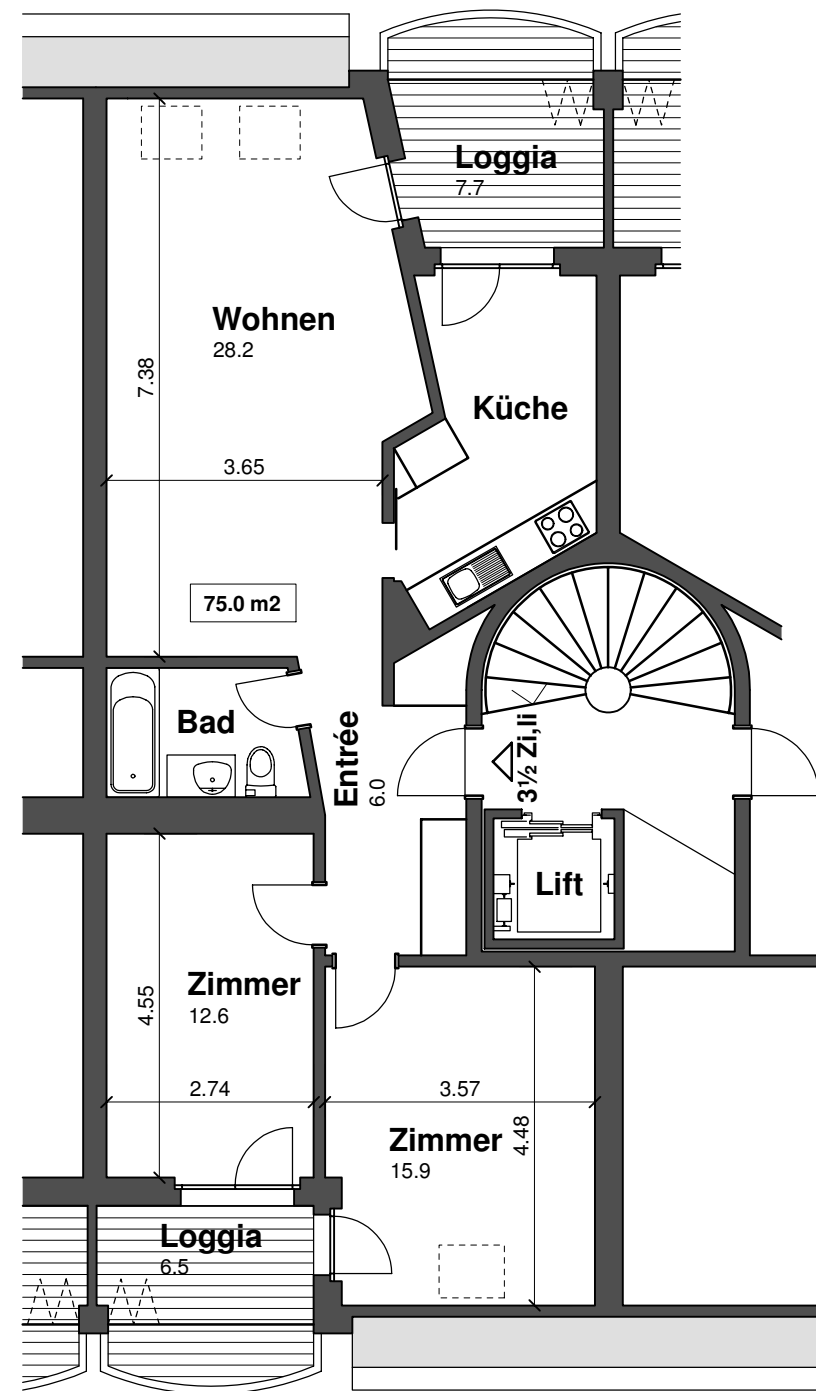 Loggia
7.7
Wohnen
28.2
7.38
Küche
3.65
75.0 m2
Bad
Entrée
6.0
3½ Zi,li
Lift
Zimmer
12.6
4.55
2.74
3.57
Zimmer
15.9
4.48
Loggia
6.5